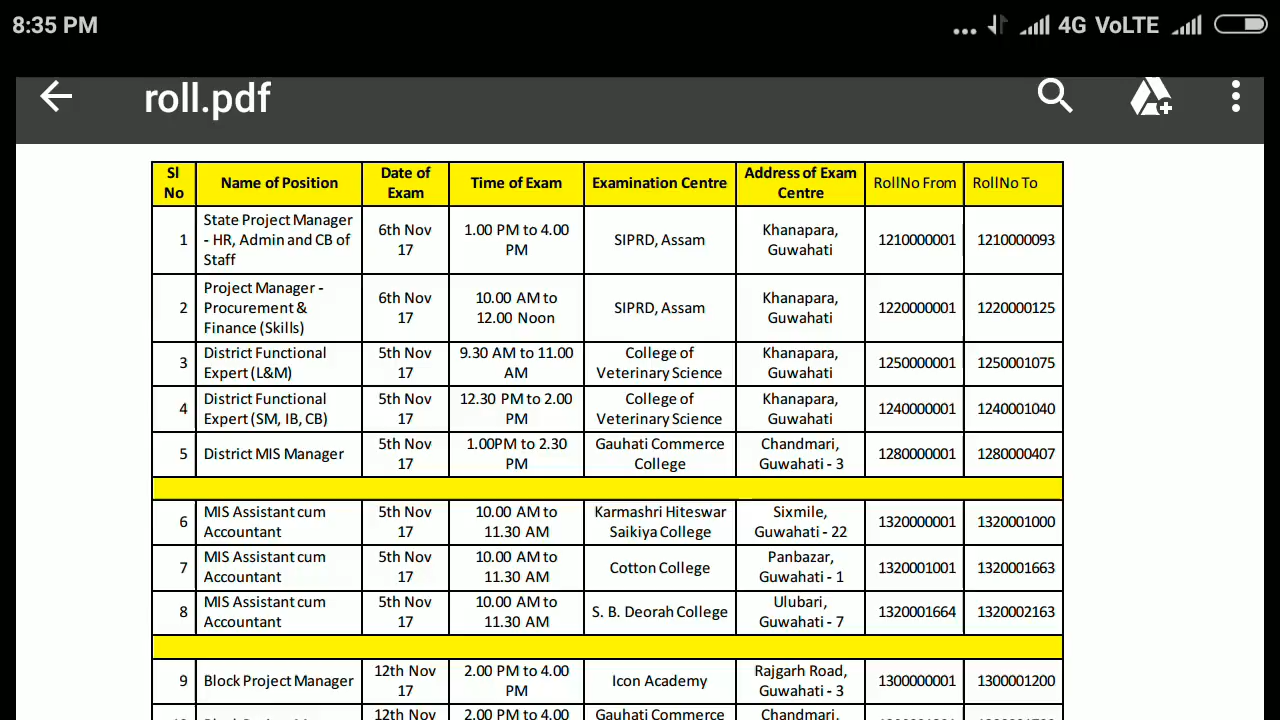 8:35 PM
... 4G VoLTE
roll.pdf
Sl No Name of Position Date of Exam Time of Exam Examination Centre Address of Exam Centre RollNo From RollNo To
1 State Project Manager - HR, Admin and CB of Staff 6th Nov 17 1.00 PM to 4.00 PM SIPRD, Assam Khanapara, Guwahati 1210000001 1210000093
2 Project Manager - Procurement & Finance (Skills) 6th Nov 17 10.00 AM to 12.00 Noon SIPRD, Assam Khanapara, Guwahati 1220000001 1220000125
3 District Functional Expert (L&M) 5th Nov 17 9.30 AM to 11.00 AM College of Veterinary Science Khanapara, Guwahati 1250000001 1250001075
4 District Functional Expert (SM, IB, CB) 5th Nov 17 12.30 PM to 2.00 PM College of Veterinary Science Khanapara, Guwahati 1240000001 1240001040
5 District MIS Manager 5th Nov 17 1.00PM to 2.30 PM Gauhati Commerce College Chandmari, Guwahati - 3 1280000001 1280000407
6 MIS Assistant cum Accountant 5th Nov 17 10.00 AM to 11.30 AM Karmashri Hiteswar Saikiya College Sixmile, Guwahati - 22 1320000001 1320001000
7 MIS Assistant cum Accountant 5th Nov 17 10.00 AM to 11.30 AM Cotton College Panbazar, Guwahati - 1 1320001001 1320001663
8 MIS Assistant cum Accountant 5th Nov 17 10.00 AM to 11.30 AM S. B. Deorah College Ulubari, Guwahati - 7 1320001664 1320002163
9 Block Project Manager 12th Nov 17 2.00 PM to 4.00 PM Icon Academy Rajgarh Road, Guwahati - 3 1300000001 1300001200
12th Nov 2.00 PM to 4.00 Gauhati Commerce Chandmari,